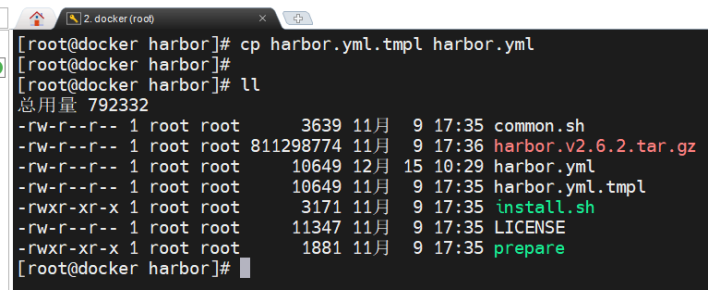 2. docker (root)
[root@docker harbor]# cp harbor.yml.tmpl harbor.yml
[root@docker harbor]#
[root@docker harbor]# ll
总用量 792332
-rw-r--r-- 1 root root      3639 11月  9 17:35 common.sh
-rw-r--r-- 1 root root 811298774 11月  9 17:36 harbor.v2.6.2.tar.gz
-rw-r--r-- 1 root root     10649 12月 15 10:29 harbor.yml
-rw-r--r-- 1 root root     10649 11月  9 17:35 harbor.yml.tmpl
-rwxr-xr-x 1 root root      3171 11月  9 17:35 install.sh
-rw-r--r-- 1 root root     11347 11月  9 17:35 LICENSE
-rwxr-xr-x 1 root root      1881 11月  9 17:35 prepare
[root@docker harbor]#